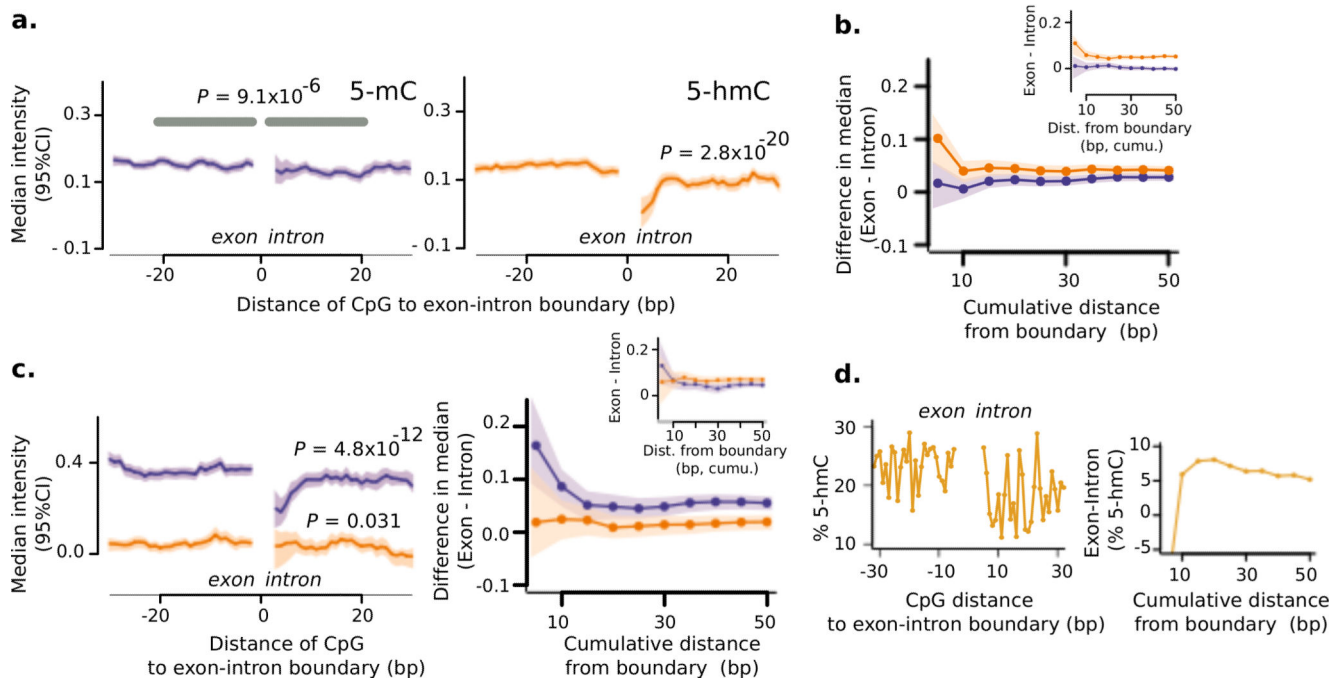 a.
Median intensity
(95%CI)
0.3
0.1
- 0.1
P = 9.1x10-6
5-mC
exon intron
-20
0
20
0.3
0.1
-0.1
5-hmC
P = 2.8x10-20
exon intron
-20
0
20
Distance of CpG to exon-intron boundary (bp)
b.
Difference in median
(Exon - Intron)
0.2
0.1
0
-0.1
10
30
50
Cumulative distance
from boundary (bp)
Exon - Intron
0.2
0
10
30
50
Dist. from boundary
(bp, cumu.)
c.
Median intensity
(95%CI)
0.4
0.0
P = 4.8x10-12
P = 0.031
exon intron
-20
0
20
Distance of CpG
to exon-intron boundary (bp)
Difference in median
(Exon - Intron)
0.2
0.1
0.0
-0.1
10
30
50
Cumulative distance
from boundary (bp)
Exon - Intron
0.2
0
10
30
50
Dist. from boundary
(bp, cumu.)
d.
exon intron
% 5-hmC
30
20
10
-30
-10
10
30
CpG distance
to exon-intron boundary (bp)
Exon-Intron
(% 5-hmC)
10
5
0
-5
10
30
50
Cumulative distance
from boundary (bp)